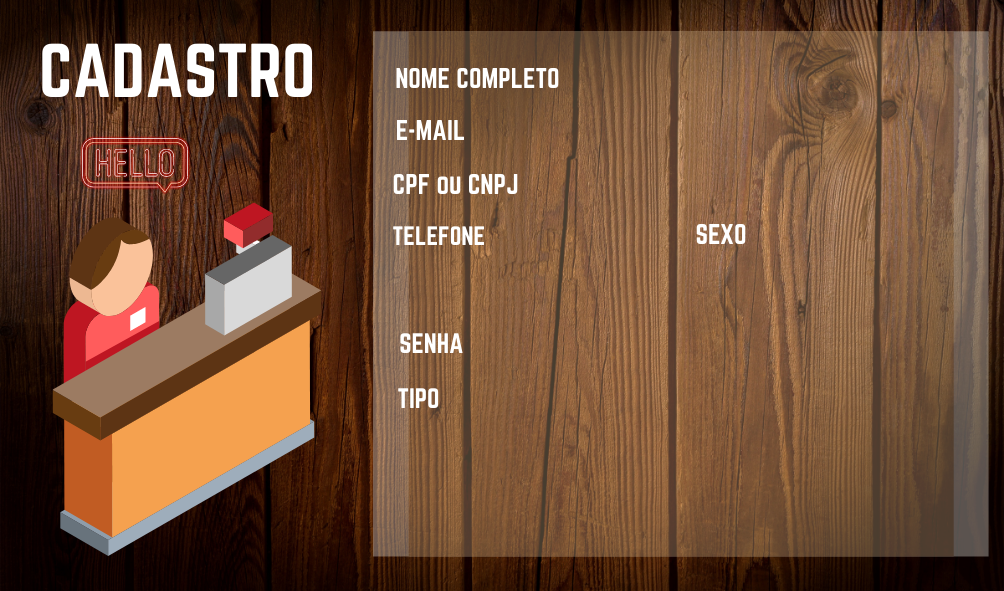 CADASTRO
HELLO
NOME COMPLETO
E-MAIL
CPF ou CNPJ
TELEFONE
SEXO
SENHA
TIPO